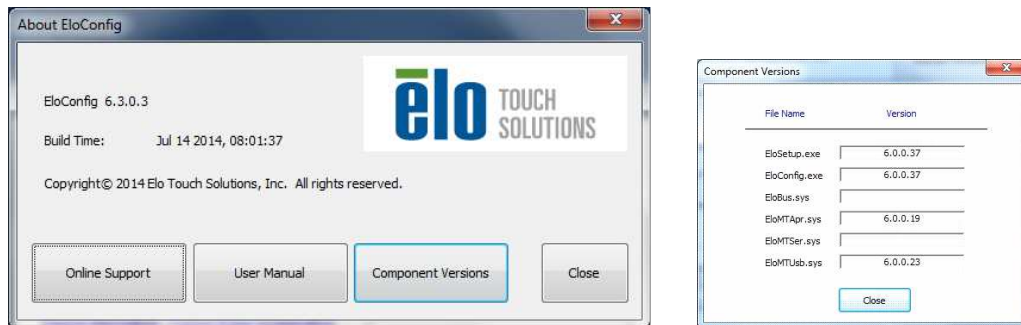 About EloConfig
EloConfig 6.3.0.3
Build Time: Jul 14 2014, 08:01:37
Copyright© 2014 Elo Touch Solutions, Inc. All rights reserved.
elo TOUCH
SOLUTIONS
Online Support User Manual Component Versions Close
Component Versions
File Name Version
EloSetup.exe 6.0.0.37
EloConfig.exe 6.0.0.37
EloBus.sys
EloMTApr.sys 6.0.0.19
EloMTSer.sys
EloMTUsb.sys 6.0.0.23
Close